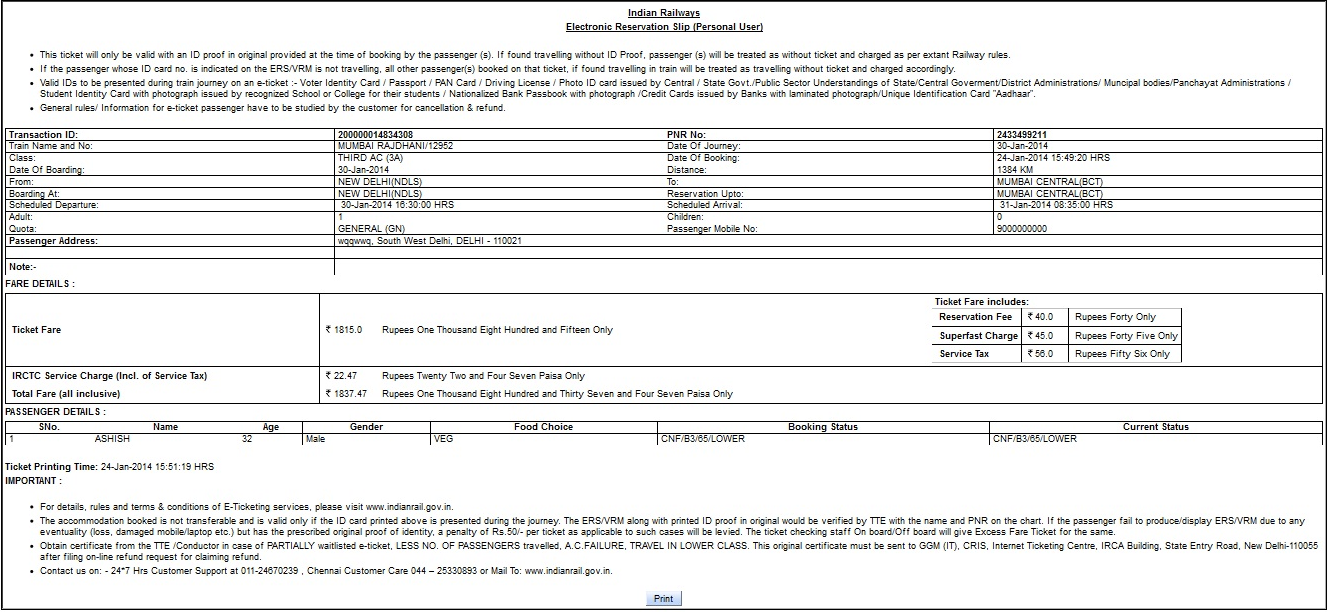 Indian Railways
Electronic Reservation Slip (Personal User)
• This ticket will only be valid with an ID proof in original provided at the time of booking by the passenger (s). If found travelling without ID Proof, passenger (s) will be treated as without ticket and charged as per extant Railway rules.
• If the passenger whose ID card no. is indicated on the ERS/VRM is not travelling, all other passenger(s) booked on that ticket, if found travelling in train will be treated as travelling without ticket and charged accordingly.
• Valid IDs to be presented during train journey on an e-ticket :- Voter Identity Card / Passport / PAN Card / Driving License / Photo ID card issued by Central / State Govt./Public Sector Understandings of State/Central Goverment/District Administrations/ Muncipal bodies/Panchayat Administrations /
Student Identity Card with photograph issued by recognized School or College for their students / Nationalized Bank Passbook with photograph /Credit Cards issued by Banks with laminated photograph/Unique Identification Card "Aadhaar".
• General rules/ Information for e-ticket passenger have to be studied by the customer for cancellation & refund.
Transaction ID: 200000014834308 PNR No: 2433499211
Train Name and No: MUMBAI RAJDHANI/12952 Date Of Journey: 30-Jan-2014
Class: THIRD AC (3A) Date Of Booking: 24-Jan-2014 15:49:20 HRS
Date Of Boarding: 30-Jan-2014 Distance: 1384 KM
From: NEW DELHI(NDLS) To: MUMBAI CENTRAL(BCT)
Boarding At: NEW DELHI(NDLS) Reservation Upto: MUMBAI CENTRAL(BCT)
Scheduled Departure: 30-Jan-2014 16:30:00 HRS Scheduled Arrival: 31-Jan-2014 08:35:00 HRS
Adult: 1 Children: 0
Quota: GENERAL (GN) Passenger Mobile No: 9000000000
Passenger Address: wqqwwq, South West Delhi, DELHI - 110021
Note:-
FARE DETAILS :
Ticket Fare includes:
Reservation Fee ₹ 40.0 Rupees Forty Only
Ticket Fare ₹ 1815.0 Rupees One Thousand Eight Hundred and Fifteen Only Superfast Charge ₹ 45.0 Rupees Forty Five Only
Service Tax ₹ 56.0 Rupees Fifty Six Only
IRCTC Service Charge (Incl. of Service Tax) ₹ 22.47 Rupees Twenty Two and Four Seven Paisa Only
Total Fare (all inclusive) ₹ 1837.47 Rupees One Thousand Eight Hundred and Thirty Seven and Four Seven Paisa Only
PASSENGER DETAILS :
SNo. Name Age Gender Food Choice Booking Status Current Status
1 ASHISH 32 Male VEG CNF/B3/65/LOWER CNF/B3/65/LOWER
Ticket Printing Time: 24-Jan-2014 15:51:19 HRS
IMPORTANT :
• For details, rules and terms & conditions of E-Ticketing services, please visit www.indianrail.gov.in.
• The accommodation booked is not transferable and is valid only if the ID card printed above is presented during the journey. The ERS/VRM along with printed ID proof in original would be verified by TTE with the name and PNR on the chart. If the passenger fail to produce/display ERS/VRM due to any
eventuality (loss, damaged mobile/laptop etc.) but has the prescribed original proof of identity, a penalty of Rs.50/- per ticket as applicable to such cases will be levied. The ticket checking staff On board/Off board will give Excess Fare Ticket for the same.
• Obtain certificate from the TTE /Conductor in case of PARTIALLY waitlisted e-ticket, LESS NO. OF PASSENGERS travelled, A.C.FAILURE, TRAVEL IN LOWER CLASS. This original certificate must be sent to GGM (IT), CRIS, Internet Ticketing Centre, IRCA Building, State Entry Road, New Delhi-110055
after filing on-line refund request for claiming refund.
• Contact us on: - 24*7 Hrs Customer Support at 011-24670239 , Chennai Customer Care 044 – 25330893 or Mail To: www.indianrail.gov.in.
Print